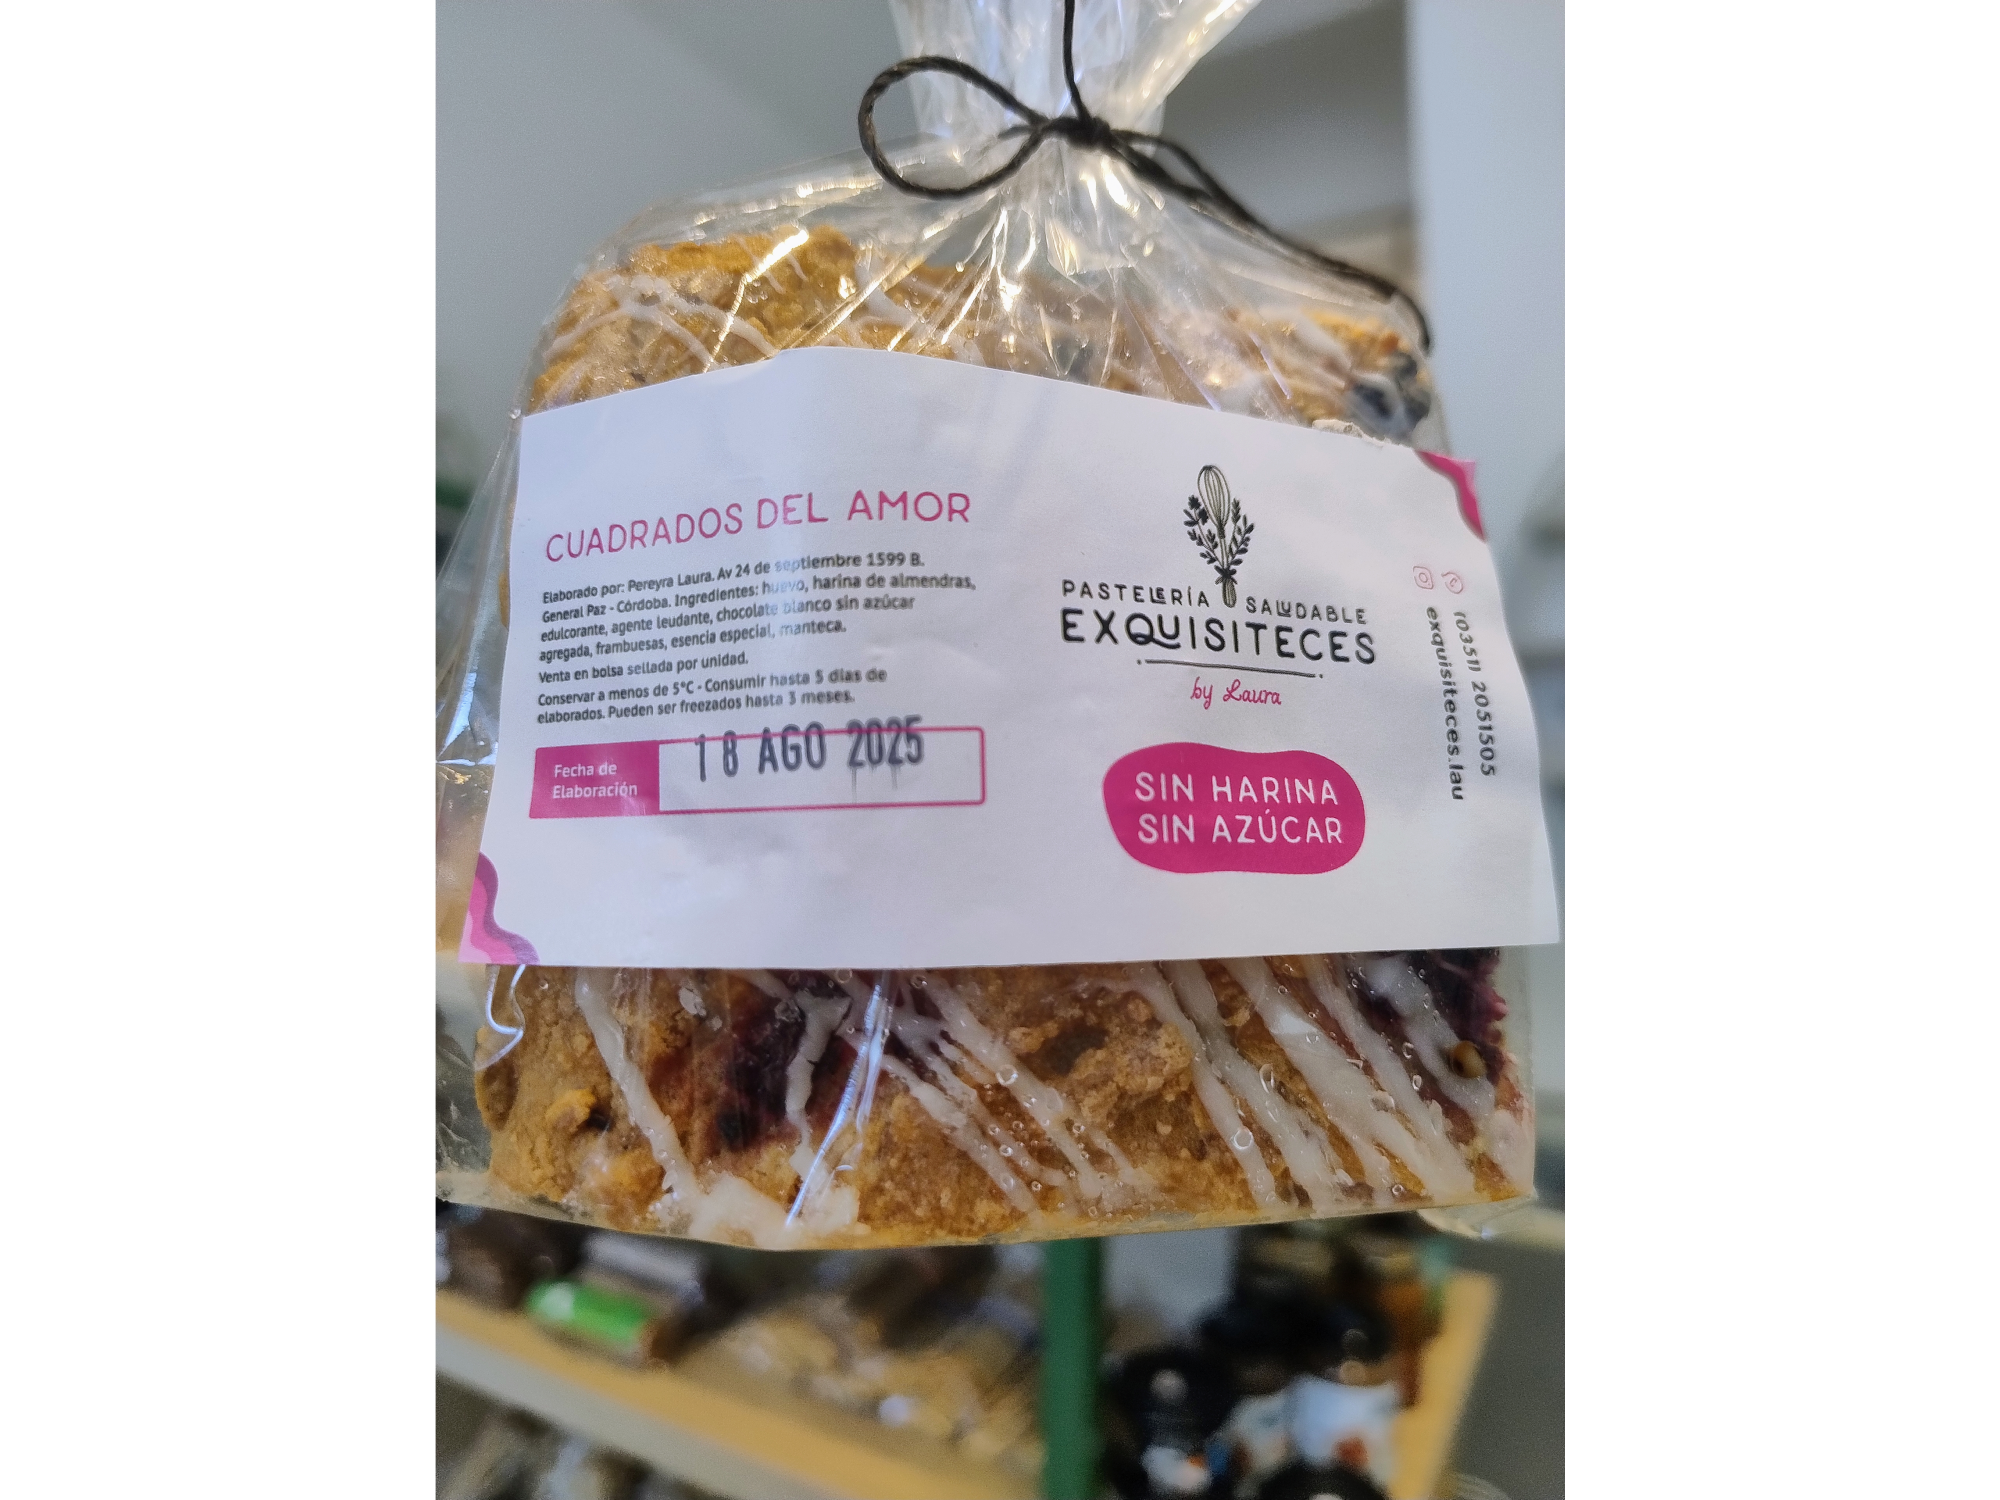 CUADRADOS DEL AMOR
Elaborado por: Pereyra Laura. Av 24 de septiembre 1599 B.
General Paz - Córdoba. Ingredientes: huevo, harina de almendras,
edulcorante, agente leudante, chocolate blanco sin azúcar
agregada, frambuesas, esencia especial, manteca.
Venta en bolsa sellada por unidad.
Conservar a menos de 5°C - Consumir hasta 5 dias de
elaborados. Pueden ser freezados hasta 3 meses.
Fecha de
Elaboración
18 AGO 2025
PASTELERÍA SALUDABLE
EXQUISITECES
by Laura
SIN HARINA
SIN AZÚCAR
(0351) 2051505
exquisiteces.lau